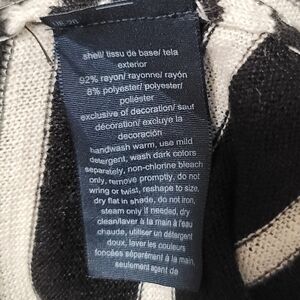 shell/ tissu de base/ tela
exterior
92% rayon/ rayonne/ rayón
8% polyester/ polyester/
poliéster
exclusive of decoration/ sauf
décoration/ excluye la
decoración
handwash warm, use mild
detergent, wash dark colors
separately, non-chlorine bleach
only, remove promptly, do not
wring or twist, reshape to size,
dry flat in shade, do not iron,
steam only if needed, dry
clean/laver à la main à l'eau
chaude, utiliser un détergent
doux, laver les couleurs
foncées séparément à la main,
seulement agent de